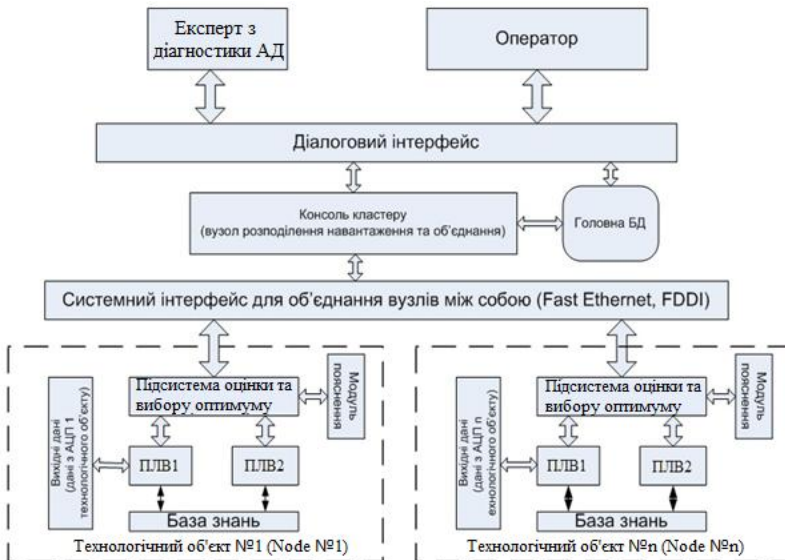 Експерт з
діагностики АД
Оператор
Діалоговий інтерфейс
Консоль кластеру
(вузол розподілення навантаження та об'єднання)
Головна БД
Системний інтерфейс для об'єднання вузлів між собою (Fast Ethernet, FDDI)
Вихідні дані
(дані з АЦП 1
технологічного об'єкту)
Підсистема оцінки та
вибору оптимуму
Модуль
пояснення
ПЛВ1
ПЛВ2
База знань
Технологічний об'єкт №1 (Node №1)
Вихідні дані
(дані з АЦП n
ехнологічного об'єкту)
Підсистема оцінки та
вибору оптимуму
Модуль
пояснення
ПЛВ1
ПЛВ2
База знань
Технологічний об'єкт №n (Node №n)